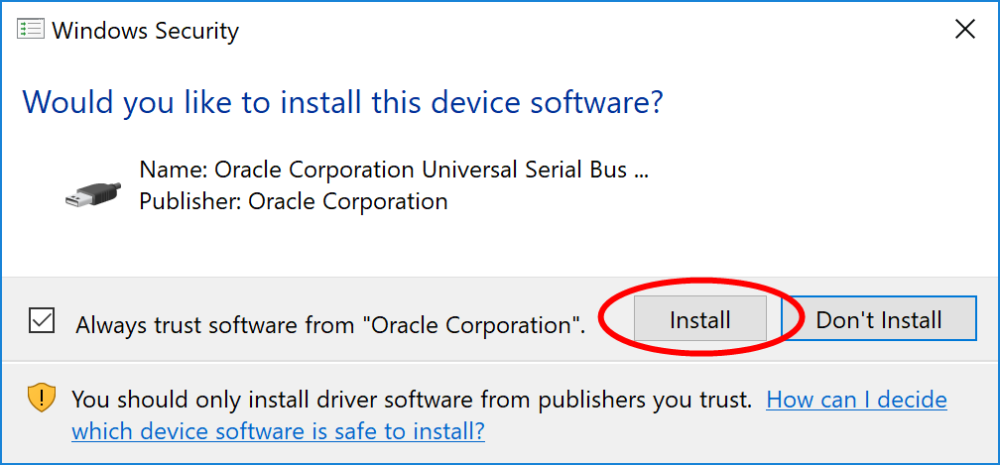 Windows Security
Would you like to install this device software?
Name: Oracle Corporation Universal Serial Bus ...
Publisher: Oracle Corporation
Always trust software from "Oracle Corporation".
Install
Don't Install
You should only install driver software from publishers you trust. How can I decide
which device software is safe to install?